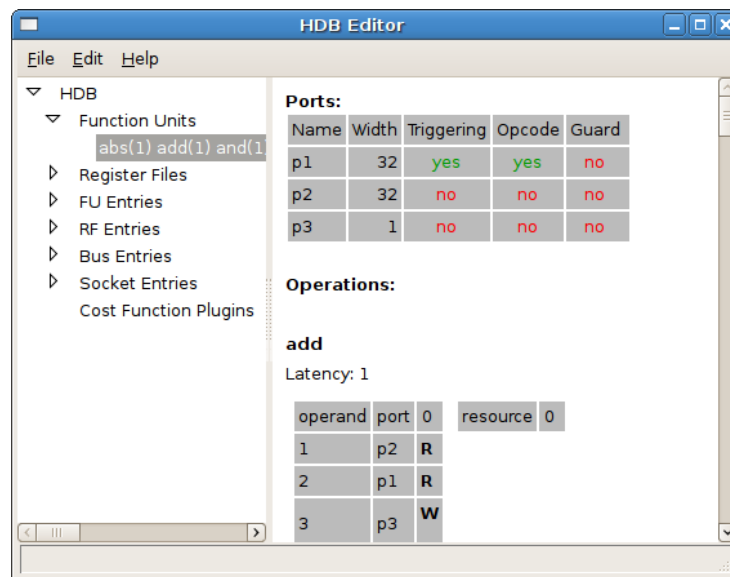 HDB Editor
File Edit Help
HDB
Function Units
abs(1) add(1) and(1)
Register Files
FU Entries
RF Entries
Bus Entries
Socket Entries
Cost Function Plugins
Ports:
Name Width Triggering Opcode Guard
p1 32 yes yes no
p2 32 no no no
p3 1 no no no
Operations:
add
Latency: 1
operand port 0 resource 0
1 p2 R
2 p1 R
3 p3 W